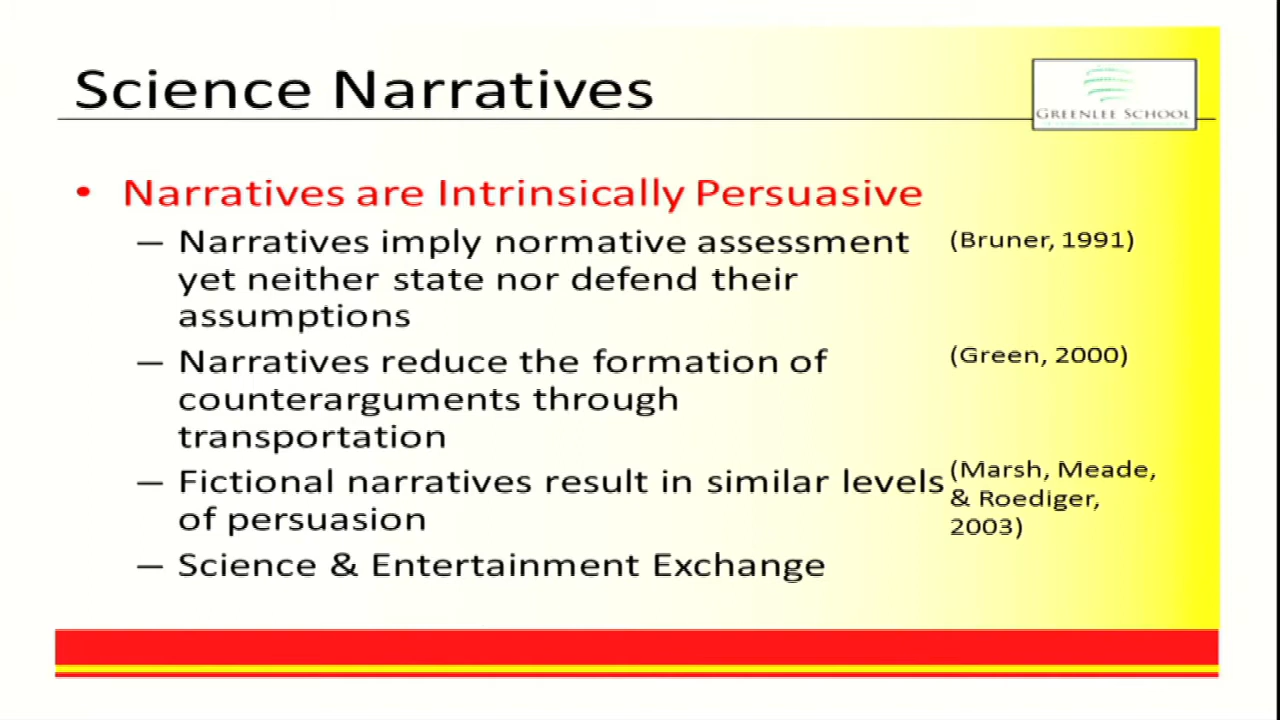 Science Narratives
GREENLEE SCHOOL
• Narratives are Intrinsically Persuasive
– Narratives imply normative assessment (Bruner, 1991)
yet neither state nor defend their
assumptions
– Narratives reduce the formation of (Green, 2000)
counterarguments through
transportation
– Fictional narratives result in similar levels (Marsh, Meade,
of persuasion & Roediger,
2003)
– Science & Entertainment Exchange